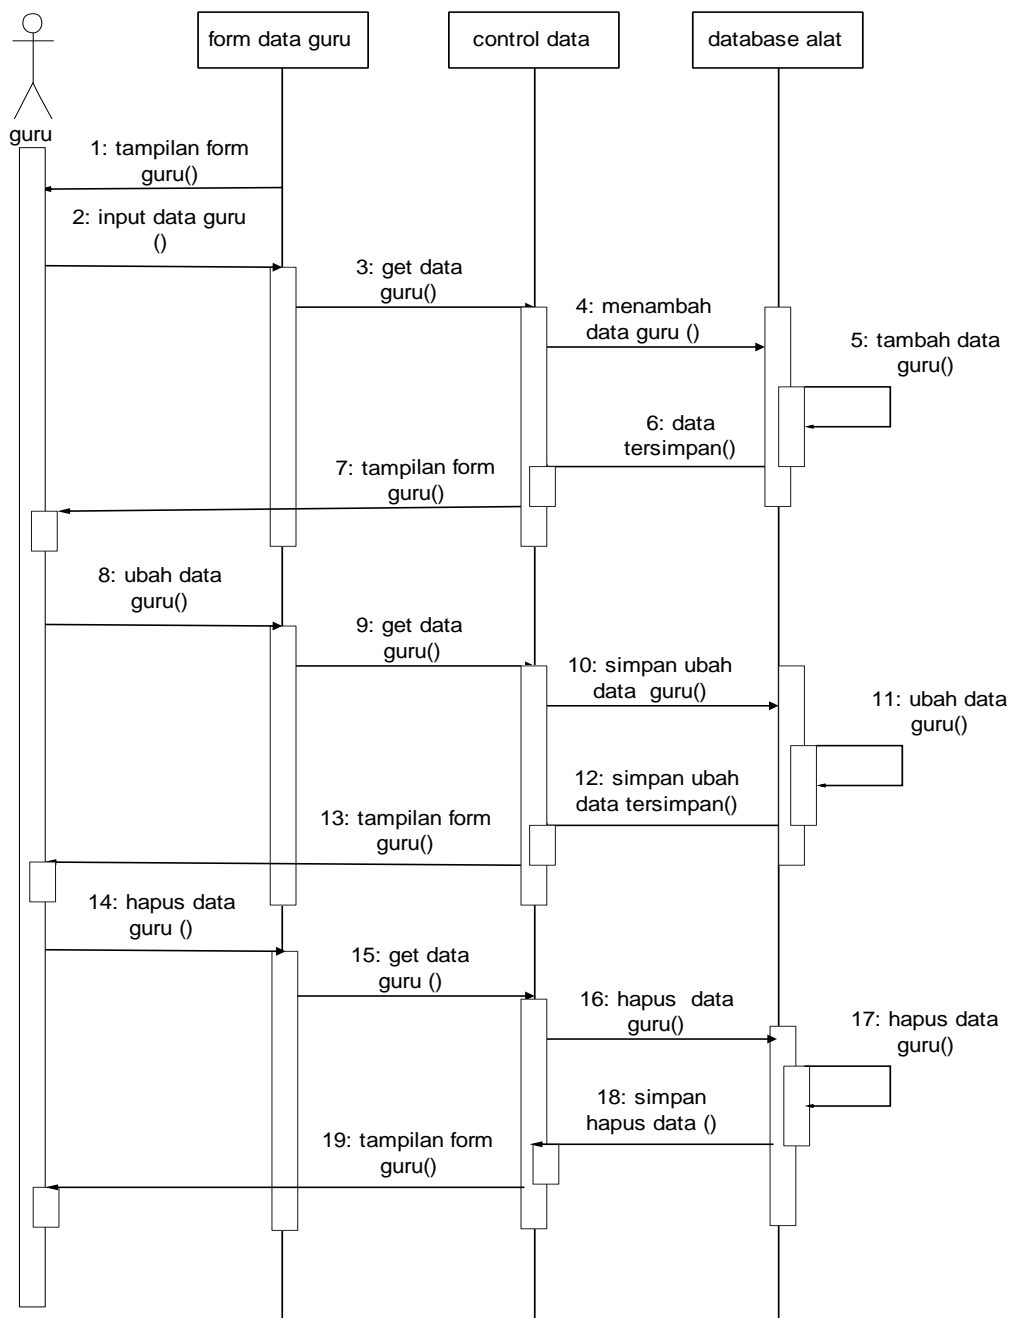 form data guru
control data
database alat
guru
1: tampilan form
guru()
2: input data guru
()
3: get data
guru()
4: menambah
data guru ()
5: tambah data
guru()
6: data
tersimpan()
7: tampilan form
guru()
8: ubah data
guru()
9: get data
guru()
10: simpan ubah
data  guru()
11: ubah data
guru()
12: simpan ubah
data tersimpan()
13: tampilan form
guru()
14: hapus data
guru ()
15: get data
guru ()
16: hapus  data
guru()
17: hapus data
guru()
18: simpan
hapus data ()
19: tampilan form
guru()